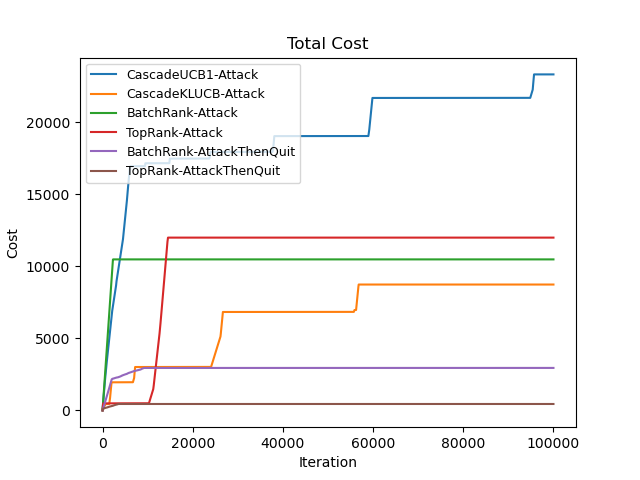 Total Cost
CascadeUCB1-Attack
CascadeKLUCB-Attack
BatchRank-Attack
TopRank-Attack
BatchRank-AttackThenQuit
TopRank-AttackThenQuit
Cost
20000
15000
10000
5000
0
0 20000 40000 60000 80000 100000
Iteration